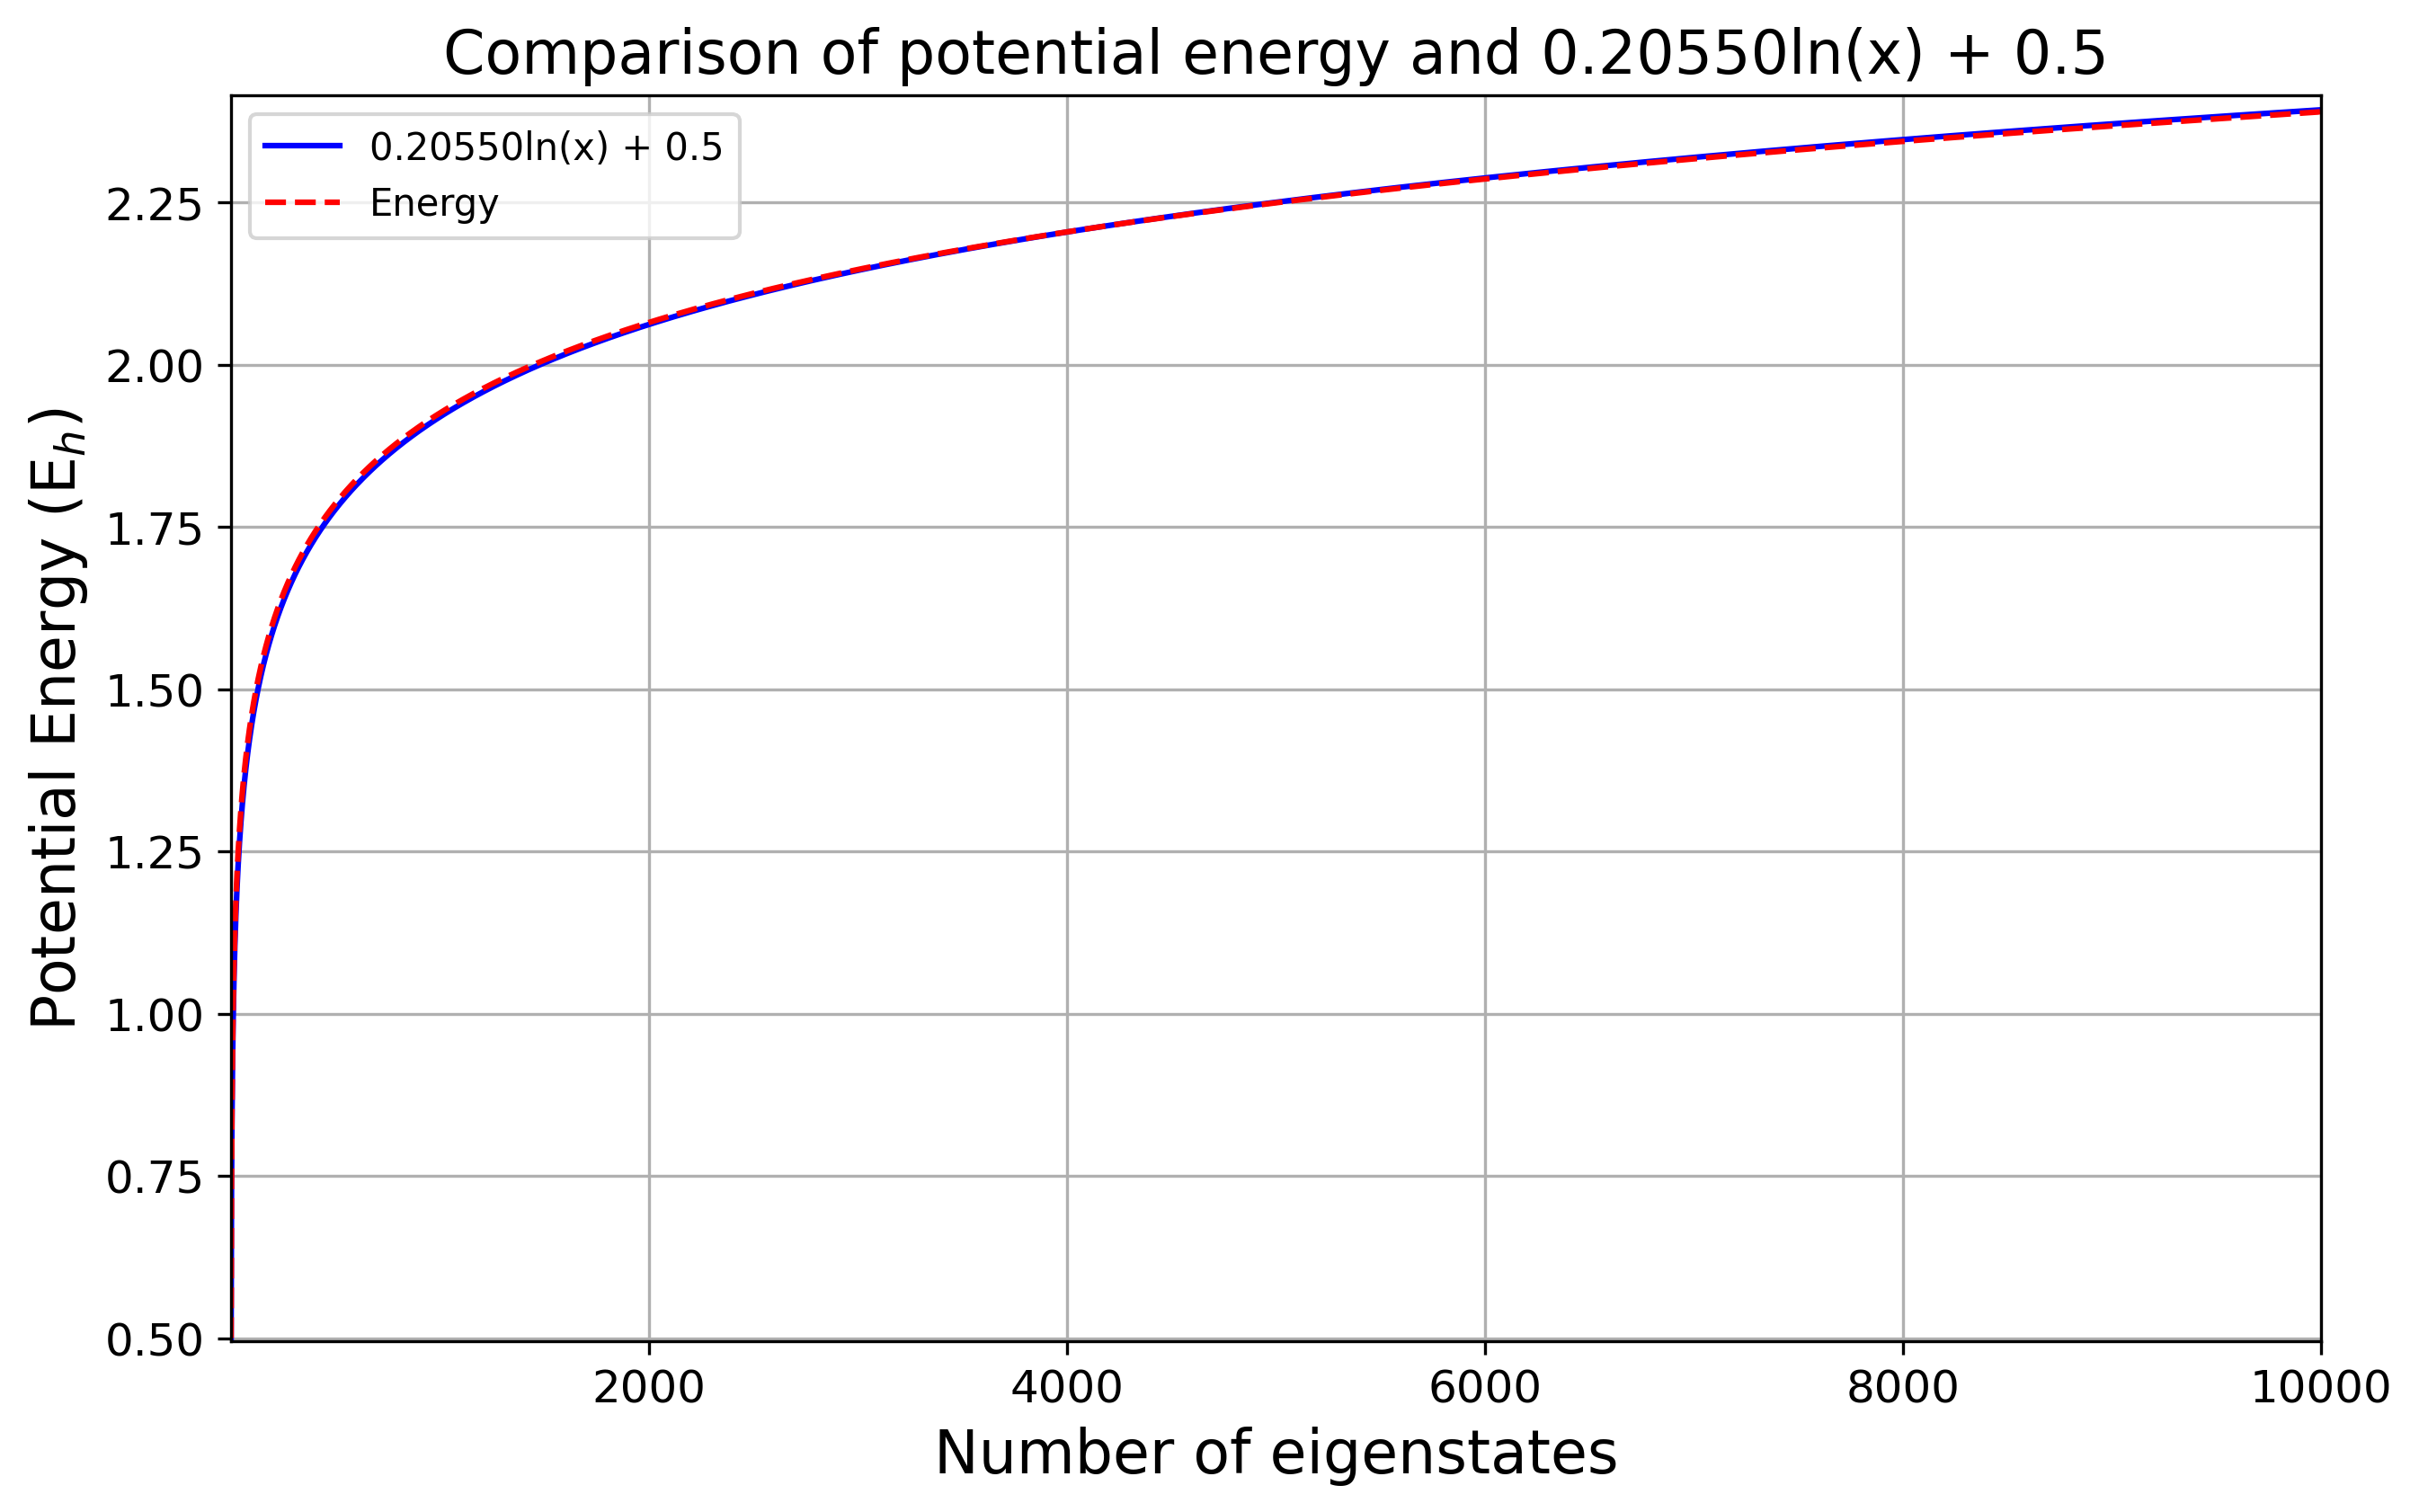 Comparison of potential energy and 0.20550ln(x) + 0.5
0.20550ln(x) + 0.5
Energy
Potential Energy (E_h)
2.25
2.00
1.75
1.50
1.25
1.00
0.75
0.50
2000 4000 6000 8000 10000
Number of eigenstates